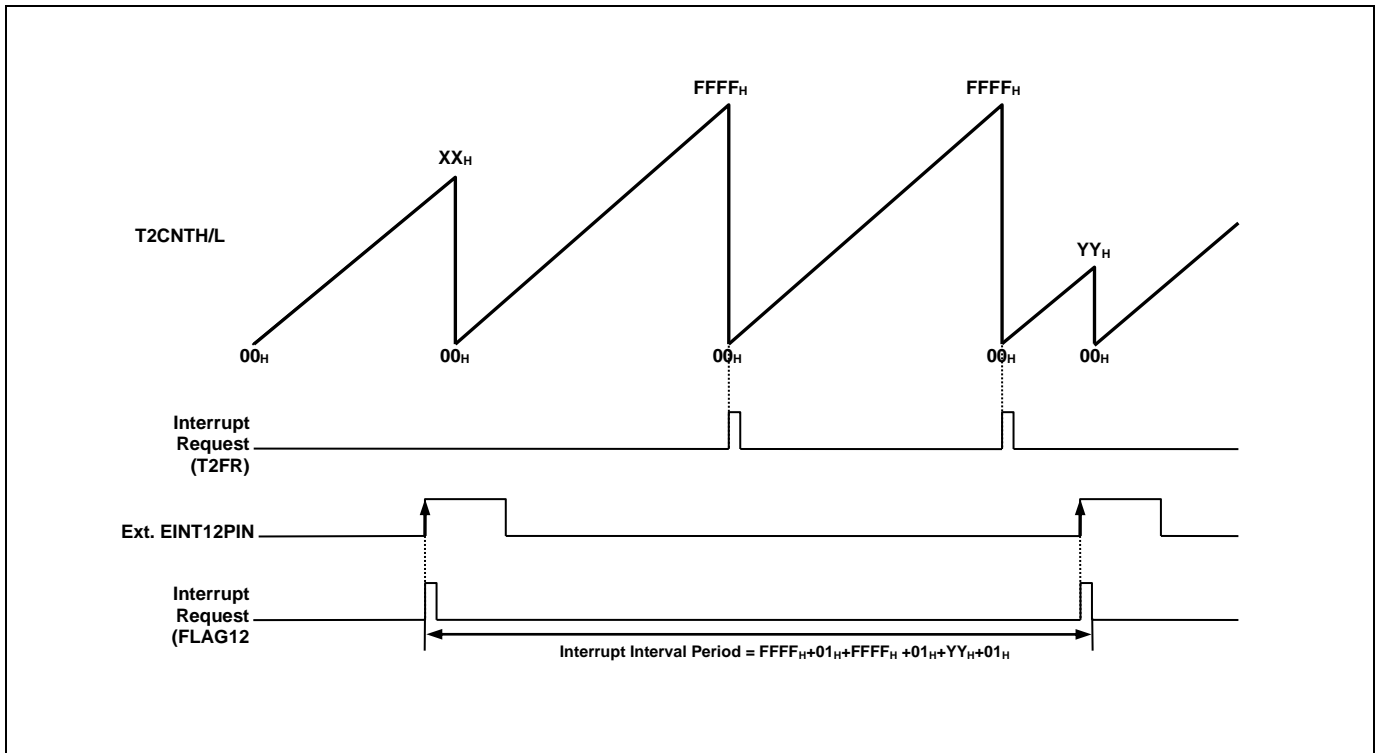 FFFFH
FFFFH
XXH
T2CNTH/L
YYH
00H
00H
00H
00H
00H
Interrupt
Request
(T2FR)
Ext. EINT12PIN
Interrupt
Request
(FLAG12
Interrupt Interval Period = FFFFH+01H+FFFFH +01H+YYH+01H